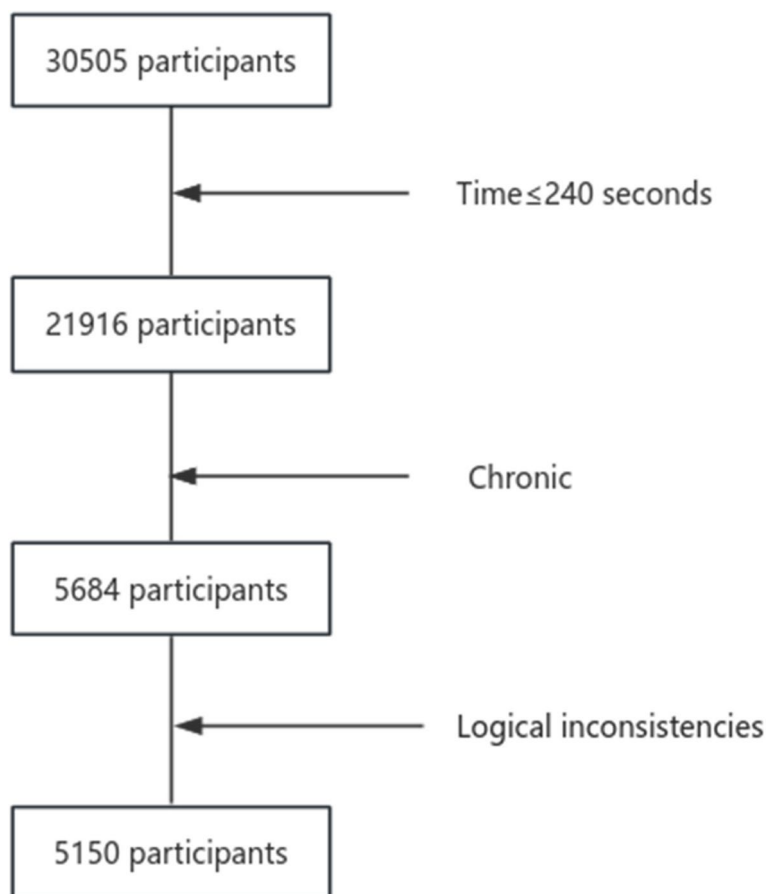 30505 participants
Time≤240 seconds
21916 participants
Chronic
5684 participants
Logical inconsistencies
5150 participants